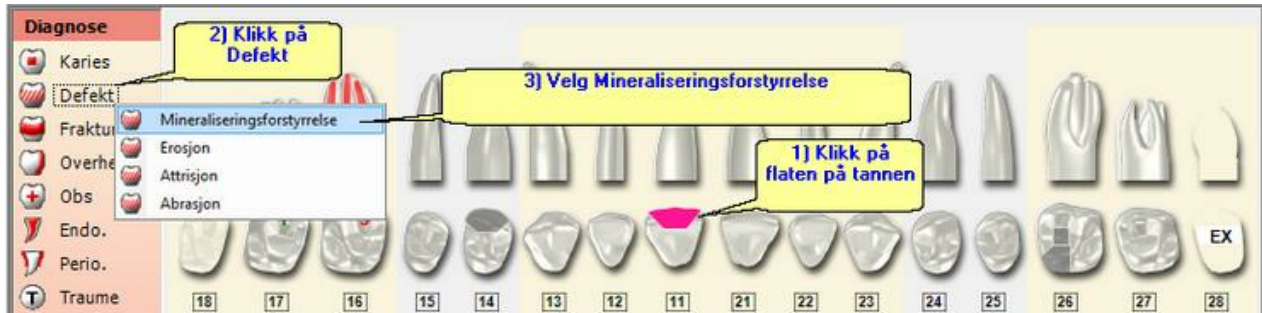 Diagnose
Karies
Defekt
Fraktur
Overhe
Obs
Endo.
Perio.
Traume
2) Klikk på
Defekt
Mineraliseringsforstyrrelse
Erosjon
Attrisjon
Abrasjon
3) Velg Mineraliseringsforstyrrelse
1) Klikk på
flaten på tannen
EX
18 17 16 15 14 13 12 11 21 22 23 24 25 26 27 28